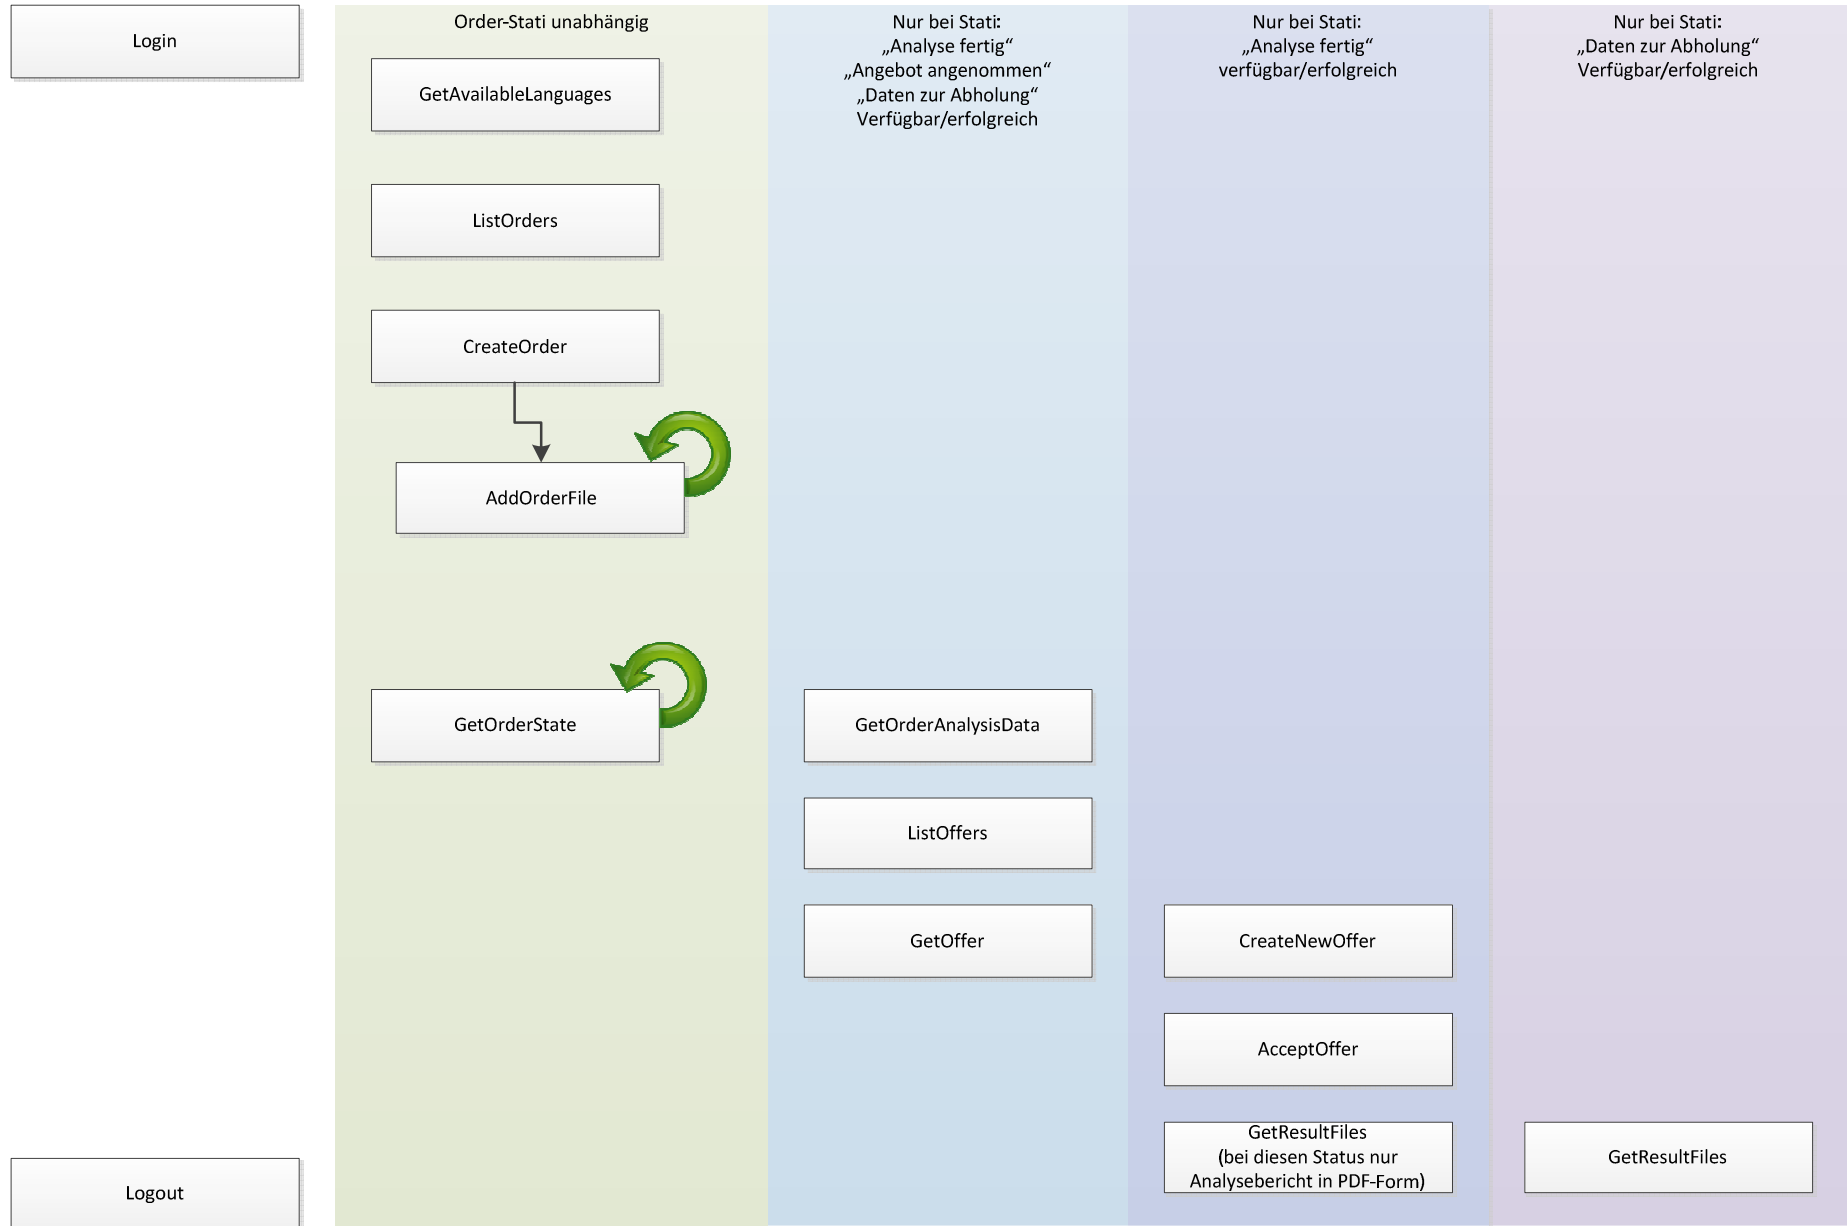 Login
Order-Stati unabhängig
GetAvailableLanguages
ListOrders
CreateOrder
AddOrderFile
GetOrderState
Nur bei Stati:
„Analyse fertig“
„Angebot angenommen“
„Daten zur Abholung“
Verfügbar/erfolgreich
GetOrderAnalysisData
ListOffers
GetOffer
Nur bei Stati:
„Analyse fertig“
verfügbar/erfolgreich
CreateNewOffer
AcceptOffer
GetResultFiles
(bei diesen Status nur
Analysebericht in PDF-Form)
Nur bei Stati:
„Daten zur Abholung“
Verfügbar/erfolgreich
GetResultFiles
Logout